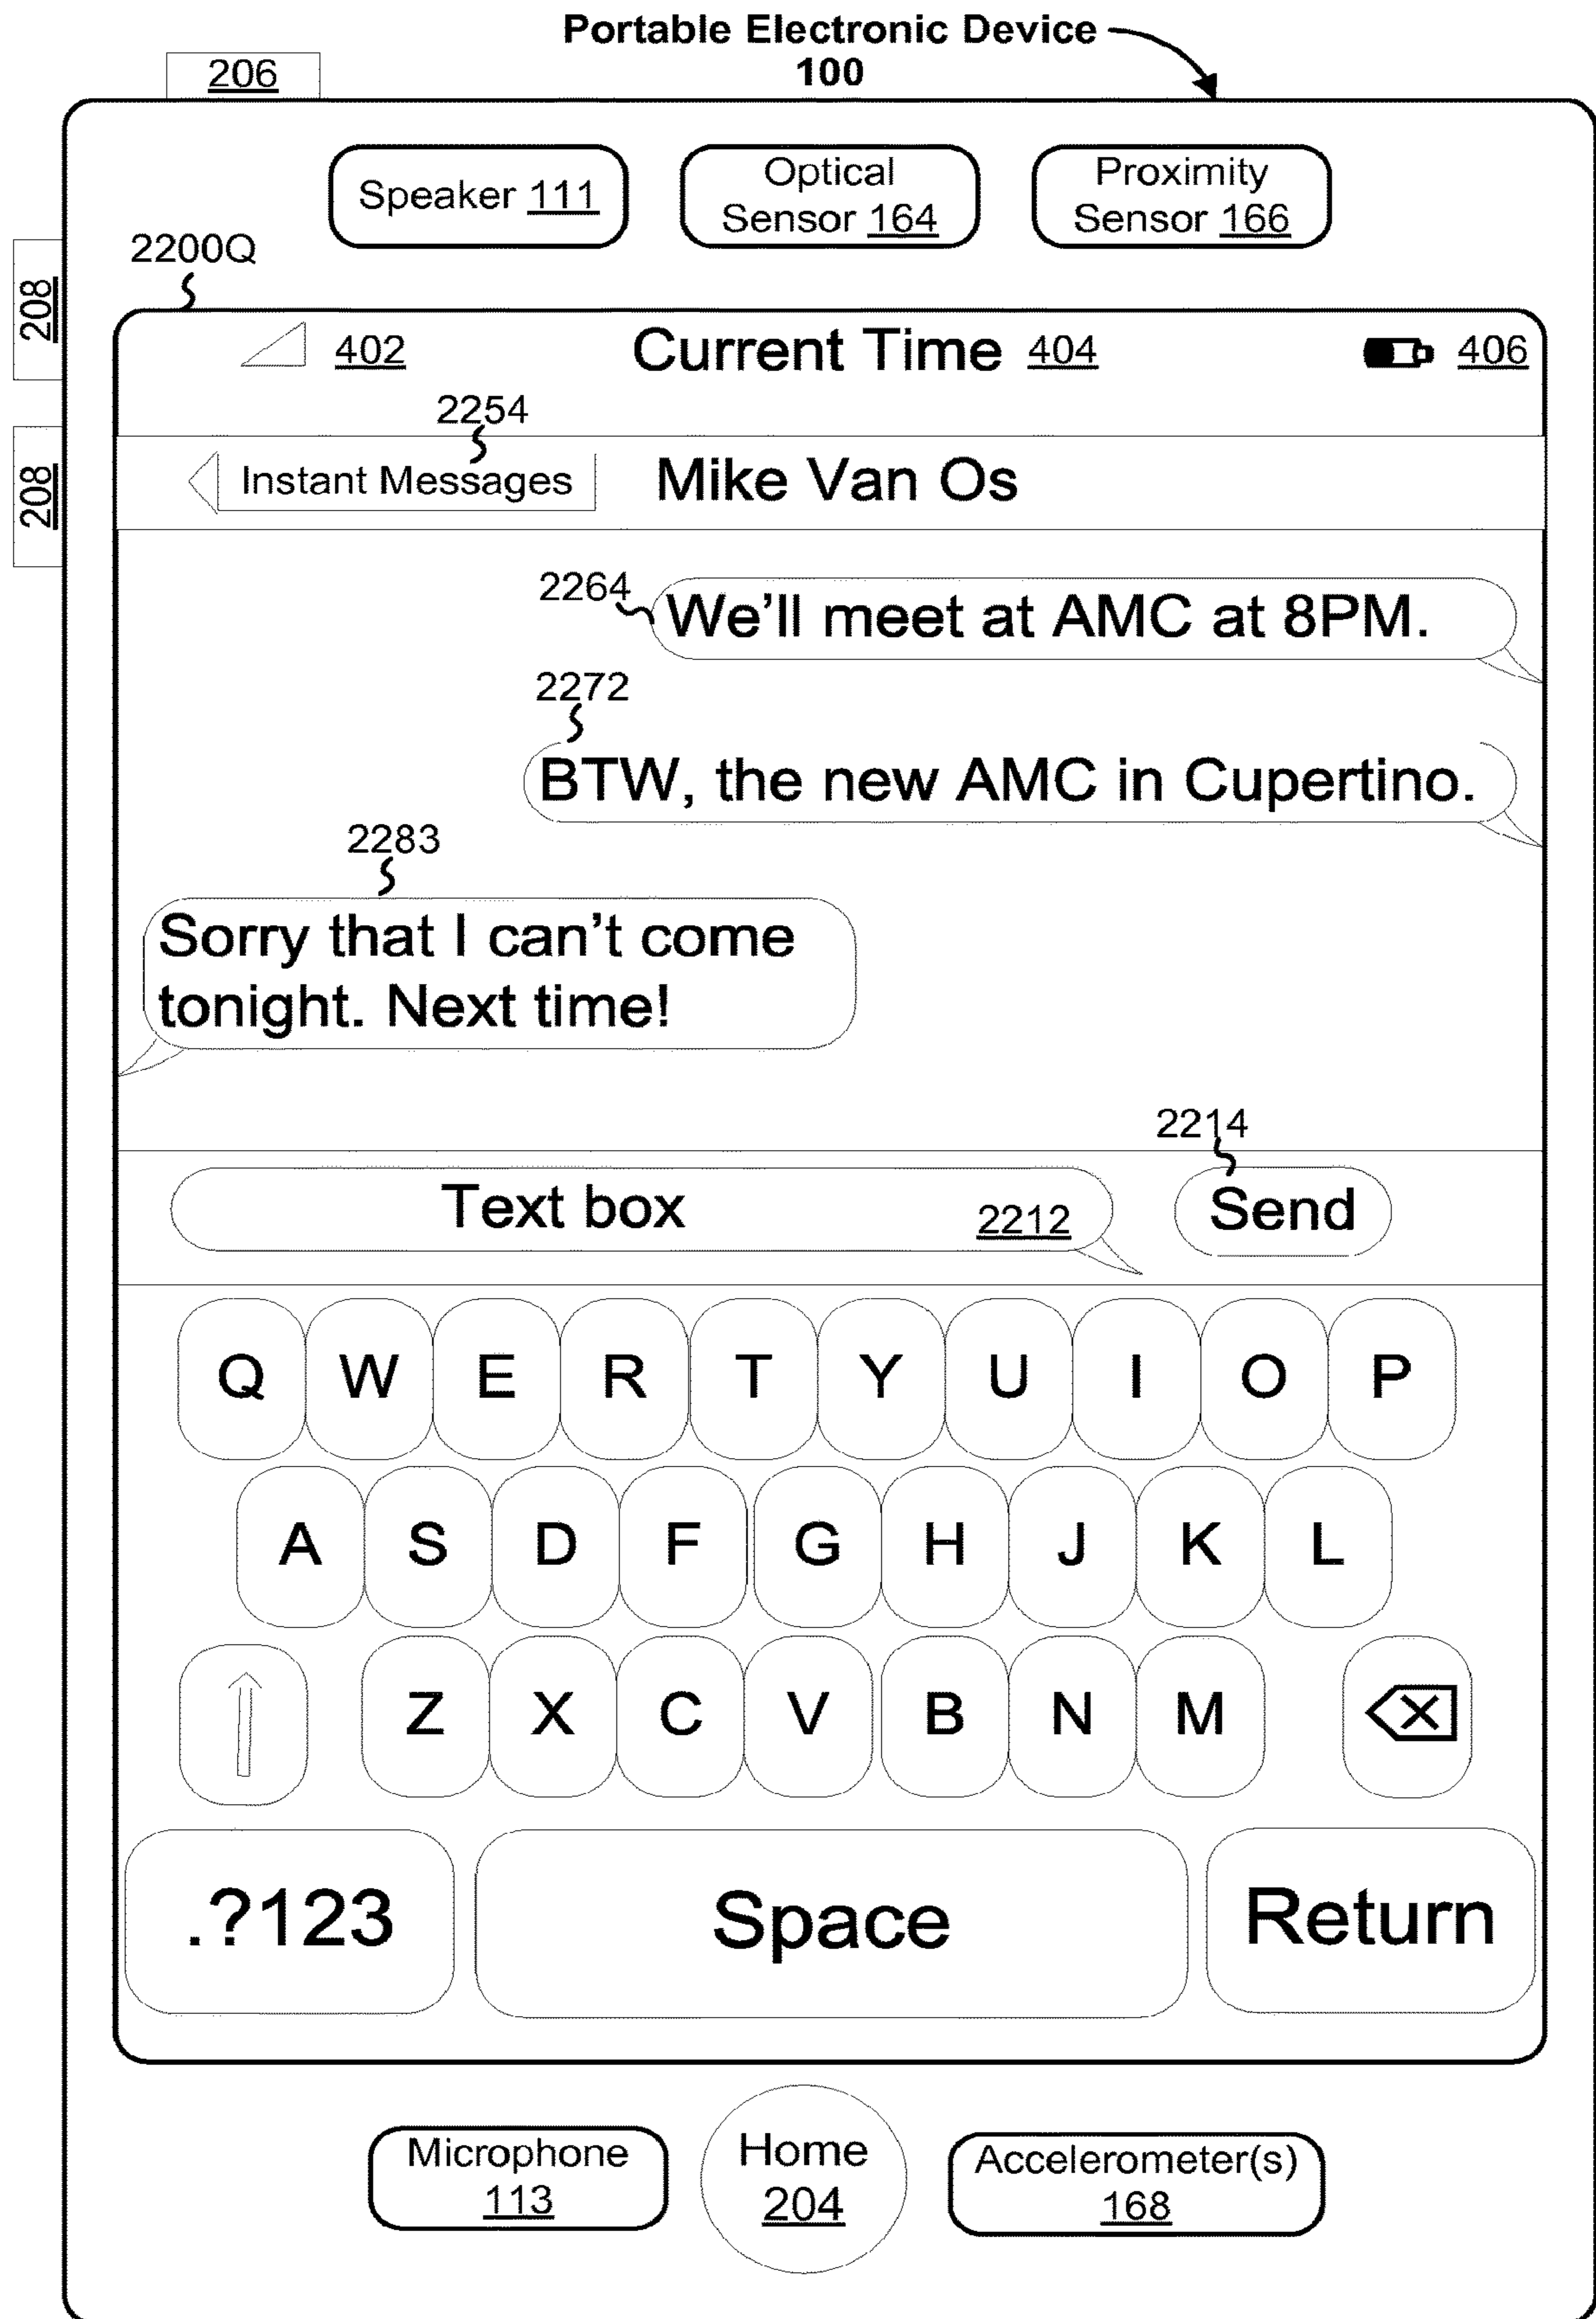 Portable Electronic Device
100
206
Speaker 111
Optical
Sensor 164
Proximity
Sensor 166
2200Q
208
402
Current Time 404
406
2254
208
Instant Messages
Mike Van Os
2264
We'll meet at AMC at 8PM.
2272
BTW, the new AMC in Cupertino.
2283
Sorry that I can't come
tonight. Next time!
2214
Text box
2212
Send
Q W E R T Y U I O P
A S D F G H J K L
Z X C V B N M
.?123
Space
Return
Microphone
113
Home
204
Accelerometer(s)
168